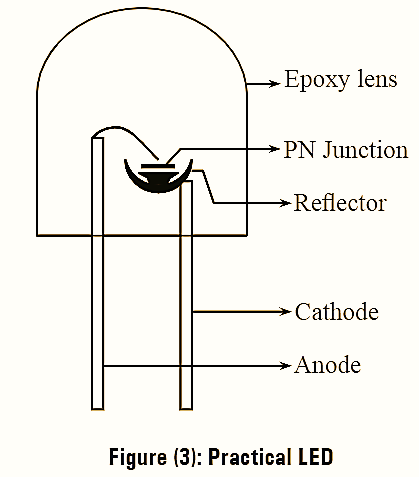 Epoxy lens
PN Junction
Reflector
Cathode
Anode
Figure (3): Practical LED